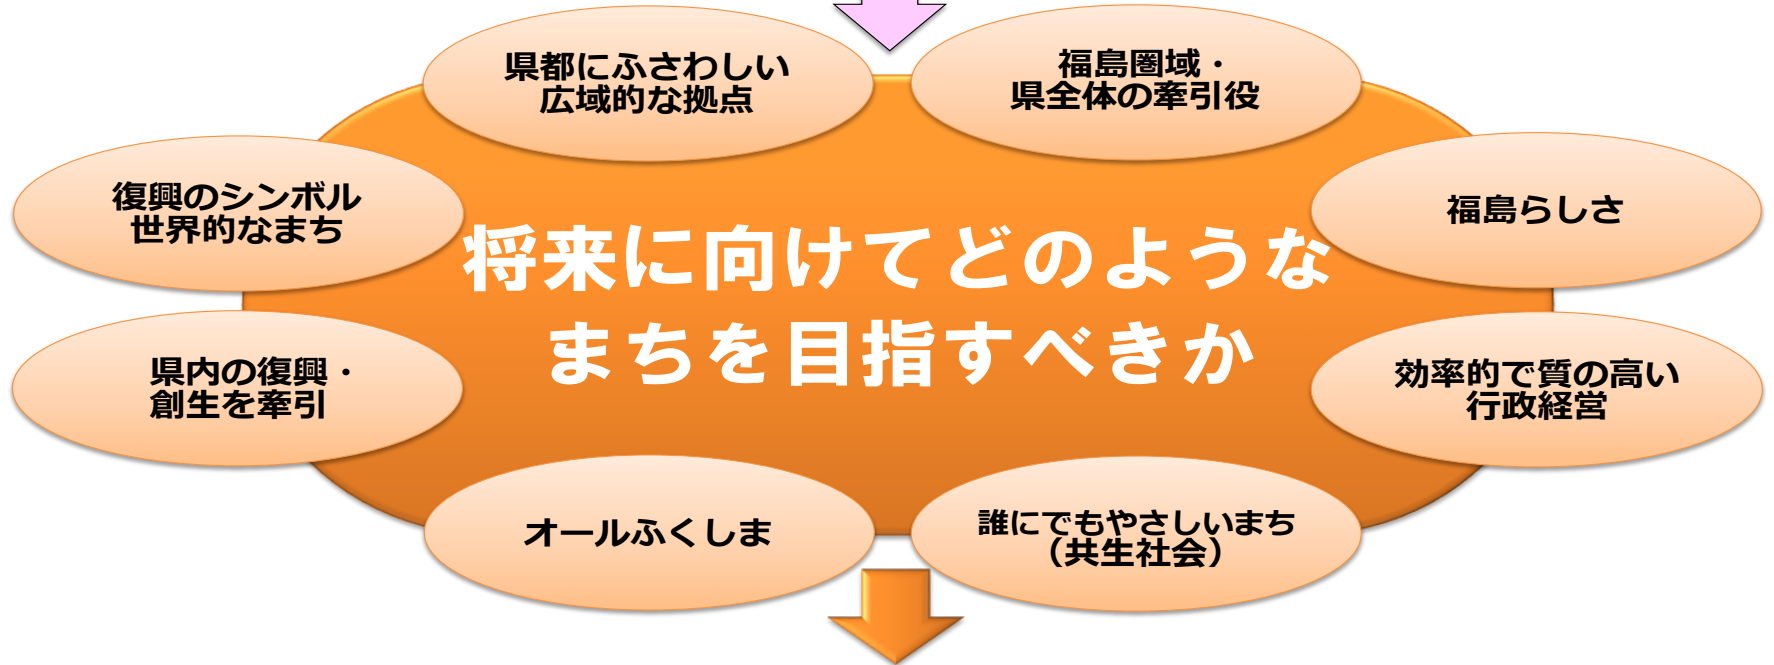 県都にふさわしい
広域的な拠点
福島圏域・
県全体の牽引役
復興のシンボル
世界的なまち
福島らしさ
将来に向けてどのような
まちを目指すべきか
県内の復興・
創生を牽引
効率的で質の高い
行政経営
オールふくしま
誰にでもやさしいまち
（共生社会）